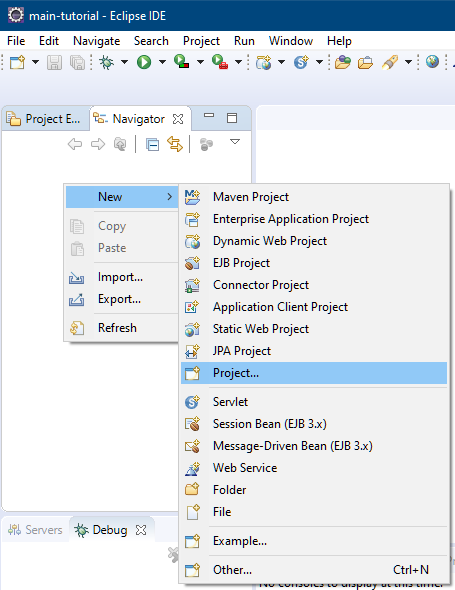 main-tutorial - Eclipse IDE
File Edit Navigate Search Project Run Window Help
Project E... Navigator
New
Copy
Paste
Import...
Export...
Refresh
Maven Project
Enterprise Application Project
Dynamic Web Project
EJB Project
Connector Project
Application Client Project
Static Web Project
JPA Project
Project...
Servlet
Session Bean (EJB 3.x)
Message-Driven Bean (EJB 3.x)
Web Service
Folder
File
Example...
Other... Ctrl+N
Servers Debug
No consoles to display at this time.